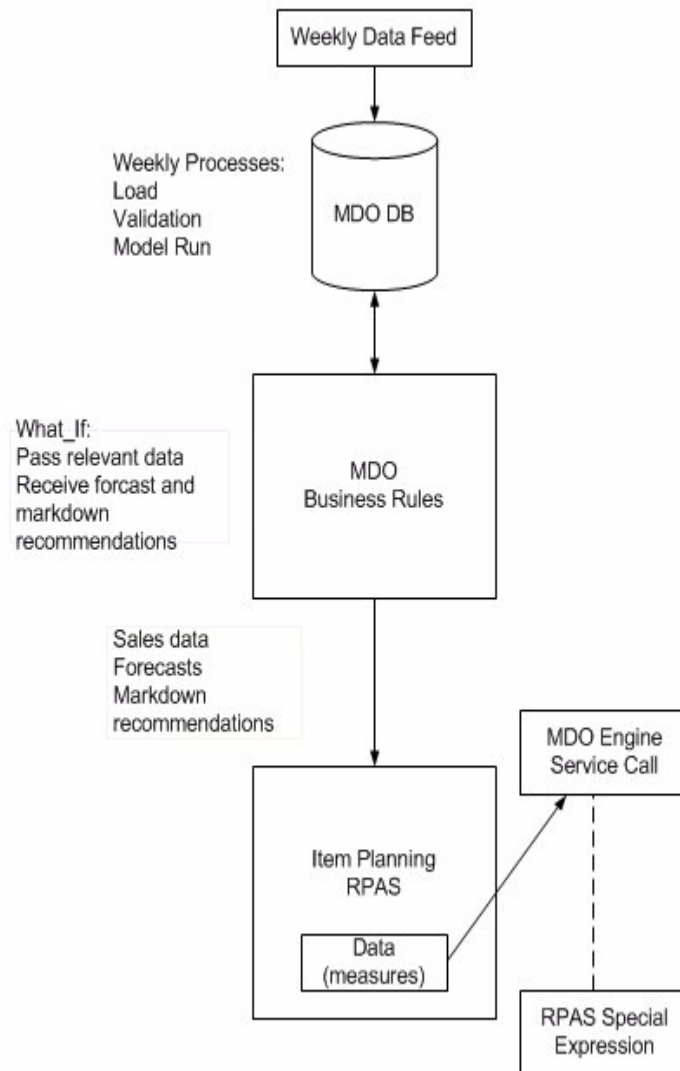 Weekly Data Feed
Weekly Processes:
Load
Validation
Model Run
MDO DB
What_If:
Pass relevant data
Receive forcast and
markdown
recommendations
MDO
Business Rules
Sales data
Forecasts
Markdown
recommendations
MDO Engine
Service Call
Item Planning
RPAS
Data
(measures)
RPAS Special
Expression